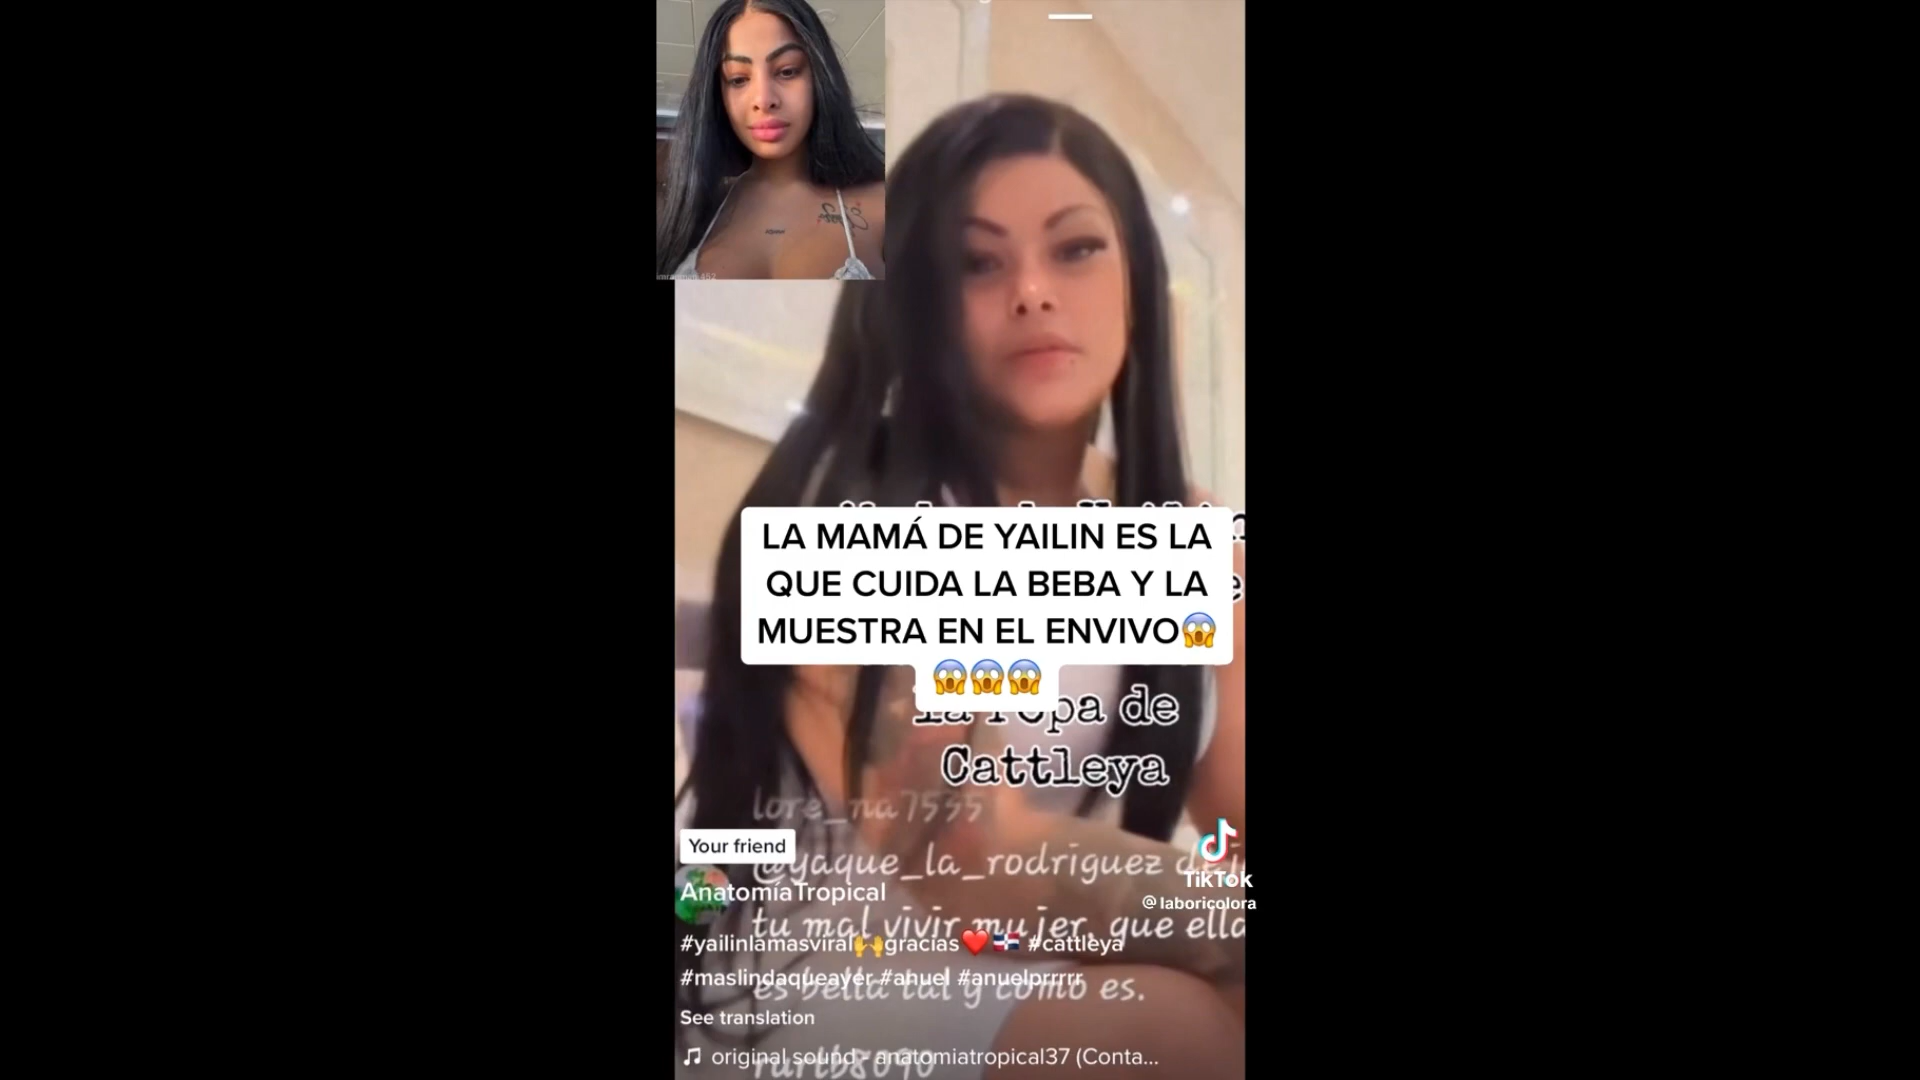 LA MAMÁ DE YAILIN ES LA
QUE CUIDA LA BEBA Y LA
MUESTRA EN EL ENVIVO😱
😱😱😱
la ropa de
Cattleya
lore_na7535
Your friend
@yaque_la_rodriguez
TikTok
AnatomíaTropical
@laboricolora
tu mal vivir mujer, que ella
#yailinlamasviral🙌gracias❤️🇩🇴 #cattleya
#maslindaqueayer #anuel #anuelprrrrr
es bella tal y como es.
See translation
♫ original sound - anatomiatropical37 (Conta...